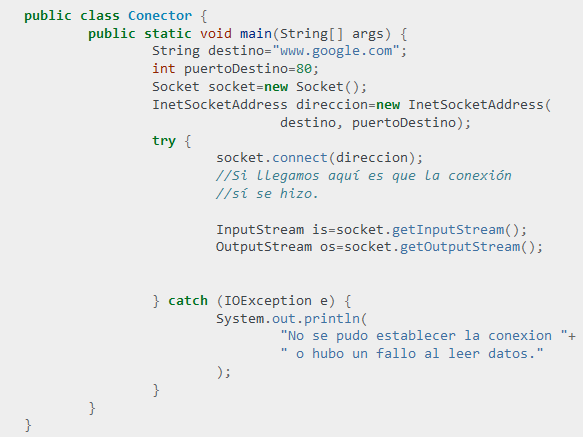 public class Conector {
        public static void main(String[] args) {
                String destino="www.google.com";
                int puertoDestino=80;
                Socket socket=new Socket();
                InetSocketAddress direccion=new InetSocketAddress(
                                destino, puertoDestino);
                try {
                        socket.connect(direccion);
                        //Si llegamos aquí es que la conexión
                        //sí se hizo.

                        InputStream is=socket.getInputStream();
                        OutputStream os=socket.getOutputStream();


                } catch (IOException e) {
                        System.out.println(
                                "No se pudo establecer la conexion "+
                                " o hubo un fallo al leer datos."
                        );
                }
        }
}